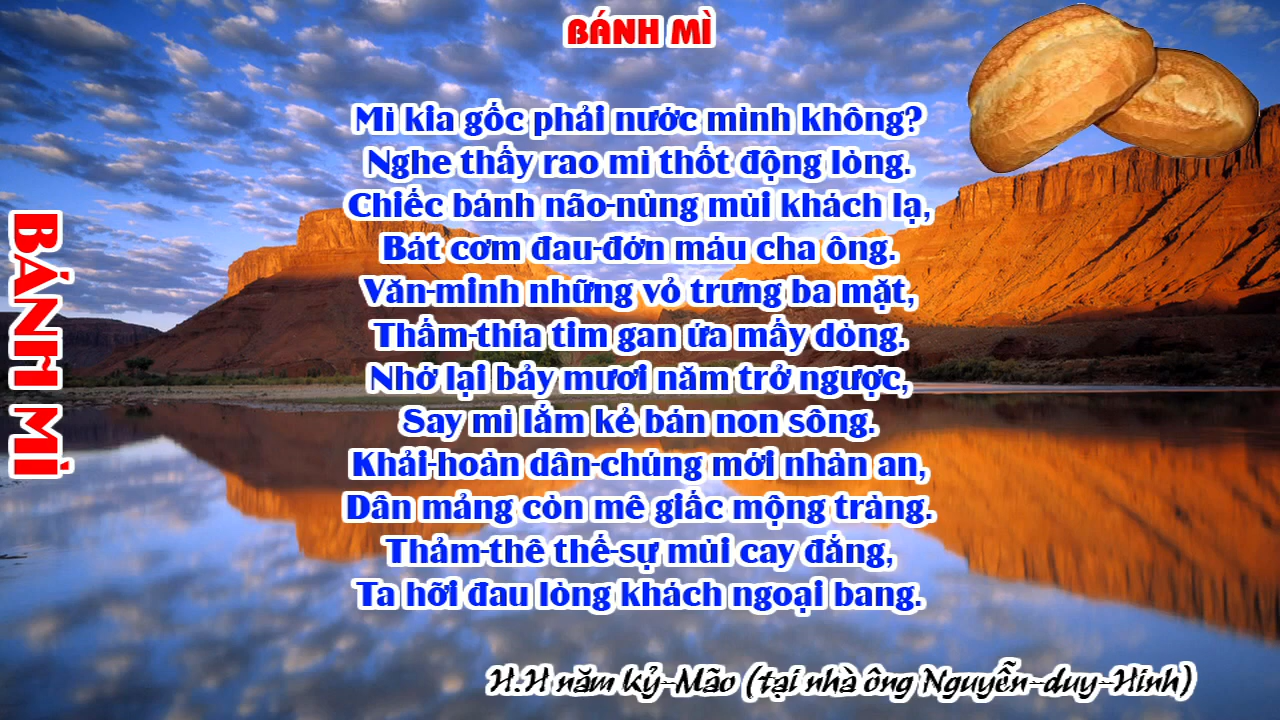 BÁNH MÌ
BÁNH MÌ
Mì kia gốc phải nước mình không?
Nghe thấy rao mì thốt động lòng.
Chiếc bánh não-nùng mùi khách lạ,
Bát cơm đau-đớn máu cha ông.
Văn-minh những vỏ trưng ba mặt,
Thấm-thía tim gan ứa mấy dòng.
Nhớ lại bảy mươi năm trở ngược,
Say mì lắm kẻ bán non sông.
Khải-hoàn dân-chúng mới nhàn an,
Dân mảng còn mê giấc mộng tràng.
Thảm-thê thế-sự mùi cay đắng,
Ta hỡi đau lòng khách ngoại bang.
H.H năm kỷ-Mão (tại nhà ông Nguyễn-duy-Hinh)